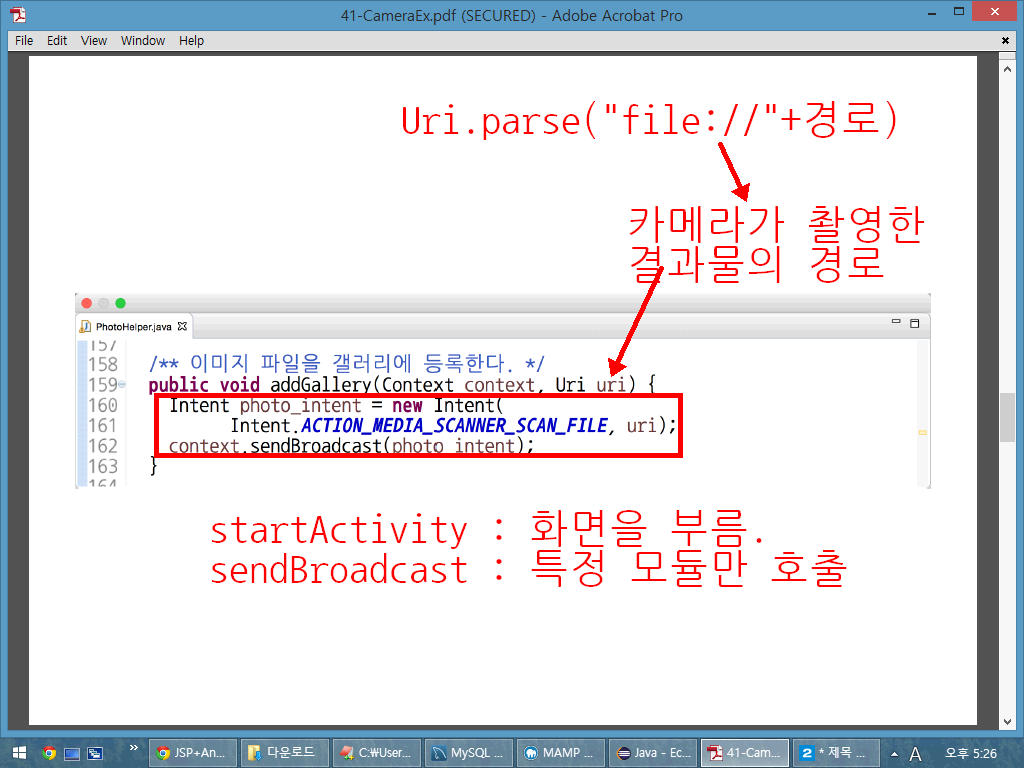 41-CameraEx.pdf (SECURED) - Adobe Acrobat Pro
File Edit View Window Help
Uri.parse("file://"+경로)
카메라가 촬영한
결과물의 경로
PhotoHelper.java
157
158 /** 이미지 파일을 갤러리에 등록한다. */
159 public void addGallery(Context context, Uri uri) {
160 Intent photo_intent = new Intent(
161 Intent.ACTION_MEDIA_SCANNER_SCAN_FILE, uri);
162 context.sendBroadcast(photo_intent);
163 }
164
startActivity : 화면을 부름.
sendBroadcast : 특정 모듈만 호출
JSP+An... 다운로드 C:₩User... MySQL ... MAMP ... Java - Ec... 41-Cam... 2 * 제목 ... A 오후 5:26